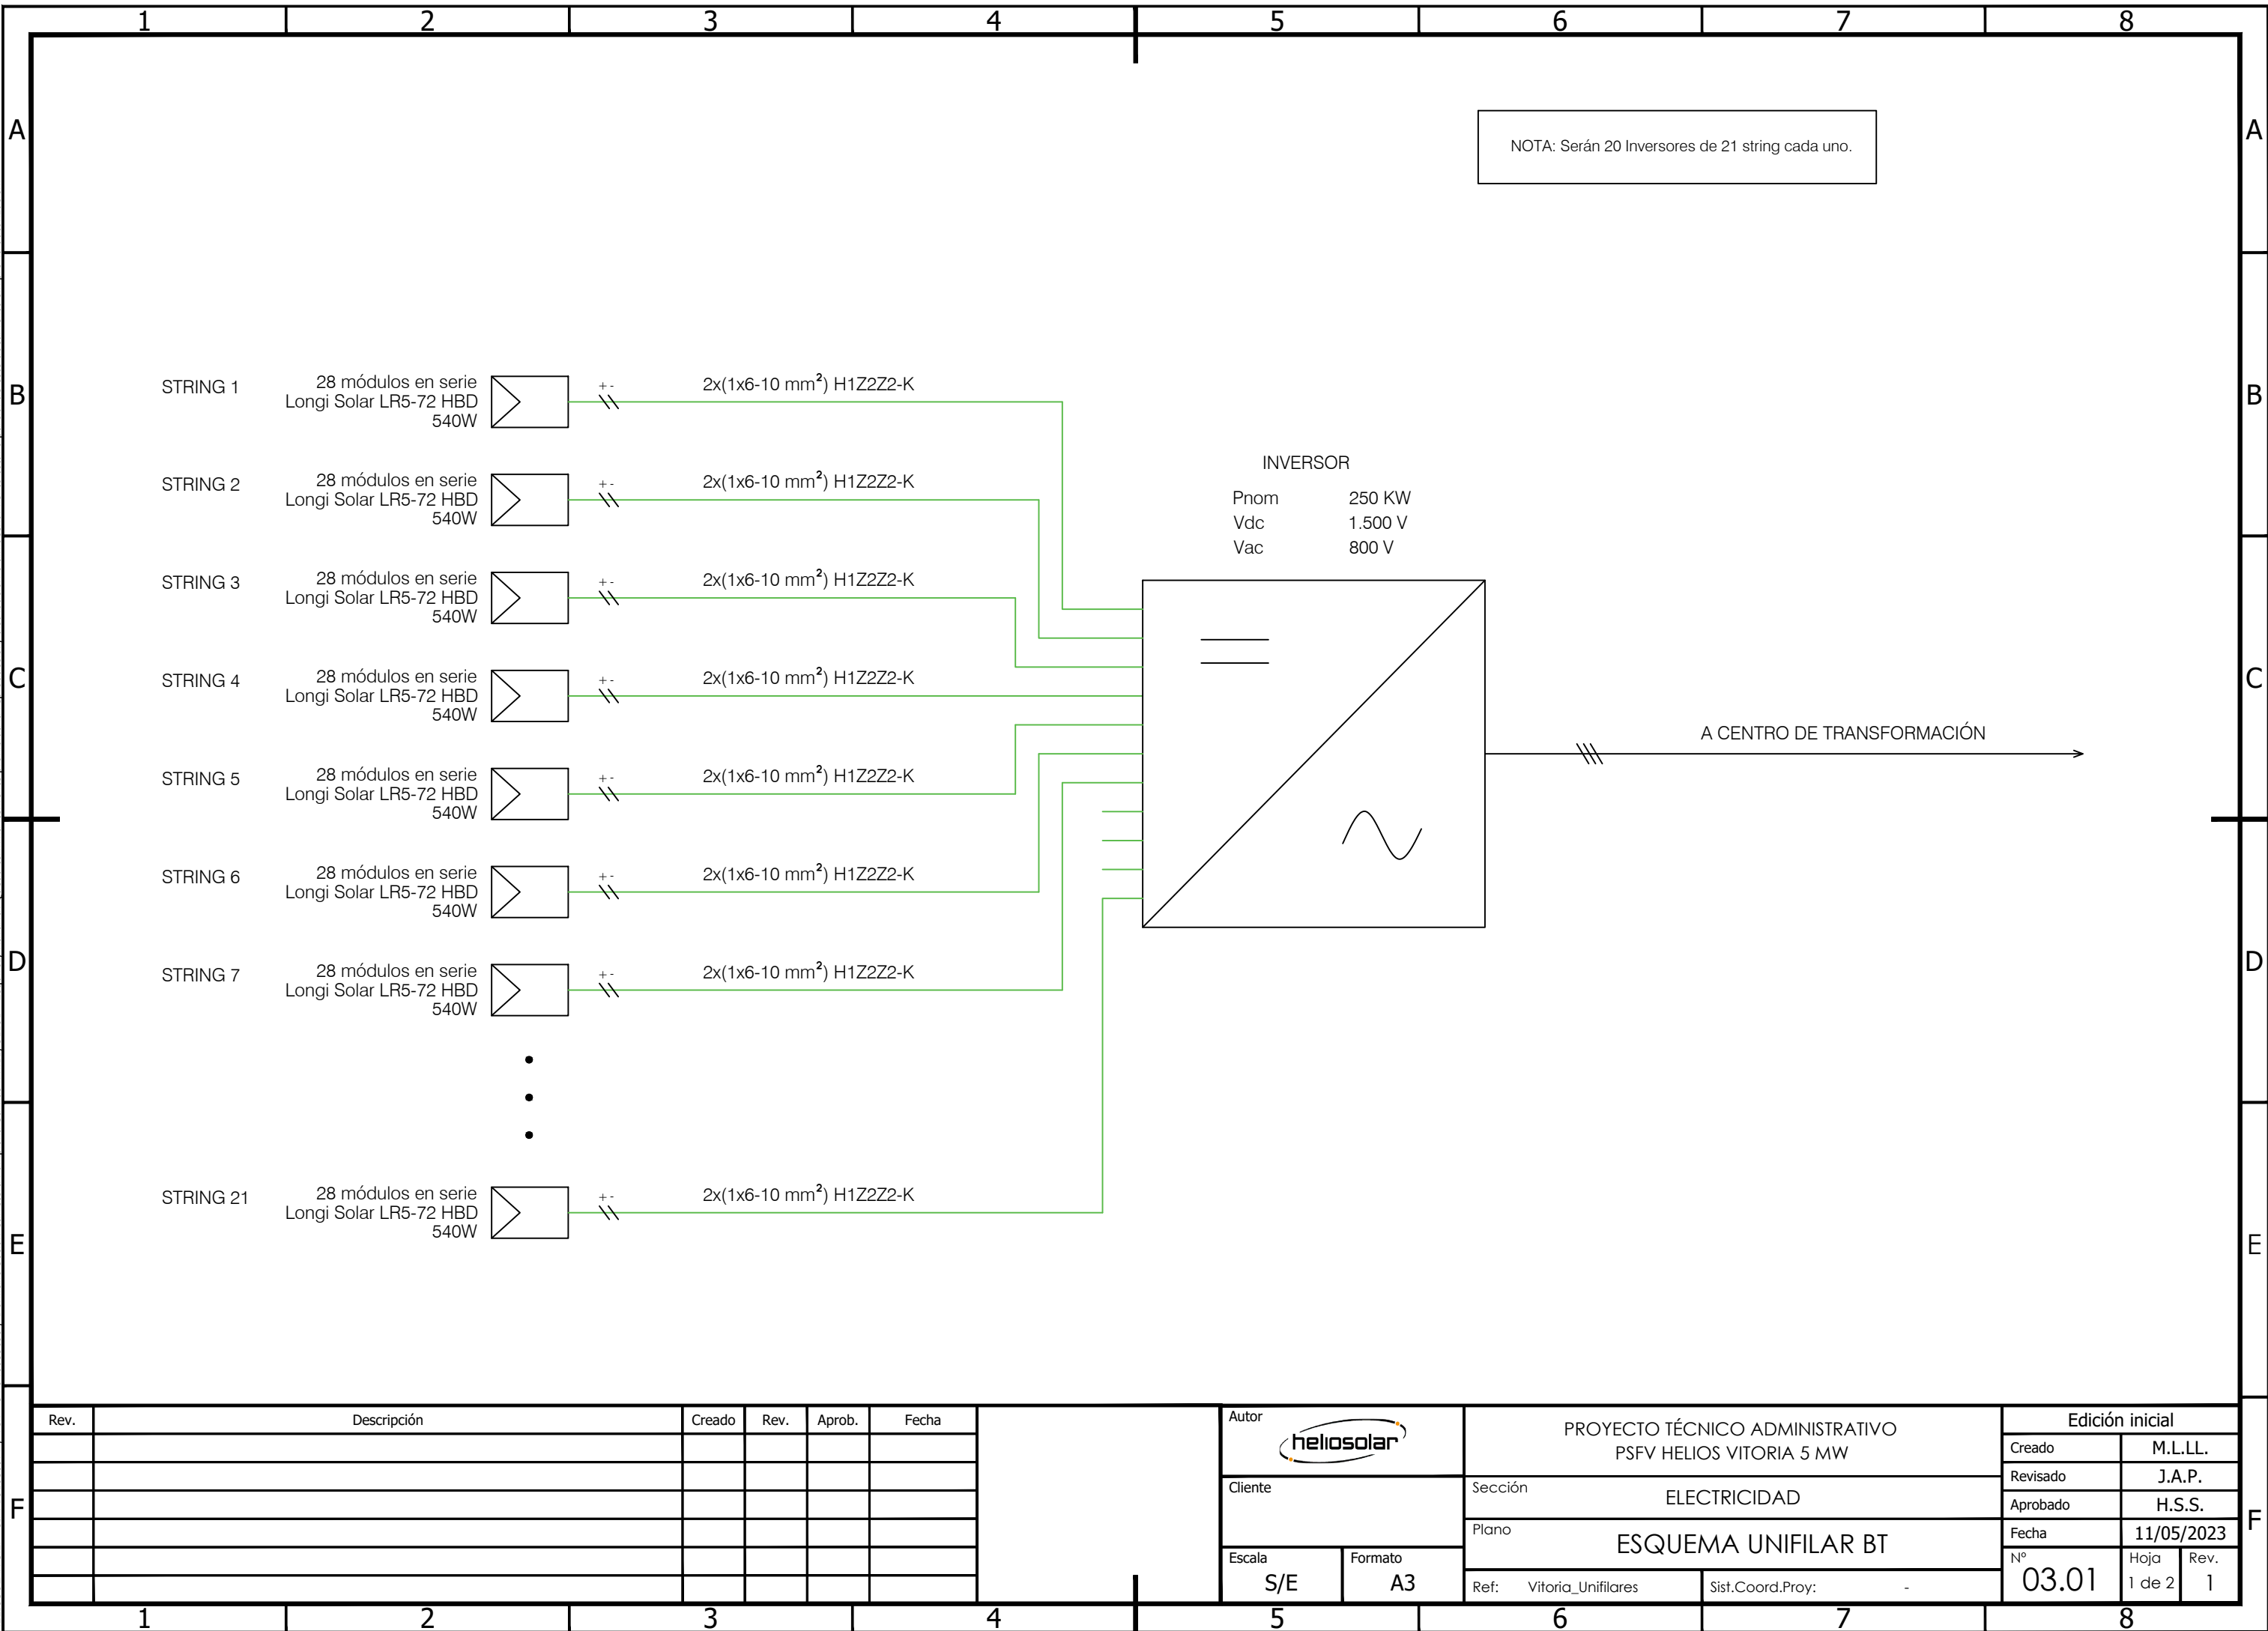 1 2 3 4 5 6 7 8
A A
NOTA: Serán 20 Inversores de 21 string cada uno.
B B
STRING 1
28 módulos en serie
Longi Solar LR5-72 HBD
540W
+ -
2x(1x6-10 mm²) H1Z2Z2-K
STRING 2
28 módulos en serie
Longi Solar LR5-72 HBD
540W
+ -
2x(1x6-10 mm²) H1Z2Z2-K
INVERSOR
Pnom 250 KW
Vdc 1.500 V
Vac 800 V
STRING 3
28 módulos en serie
Longi Solar LR5-72 HBD
540W
+ -
2x(1x6-10 mm²) H1Z2Z2-K
C C
STRING 4
28 módulos en serie
Longi Solar LR5-72 HBD
540W
+ -
2x(1x6-10 mm²) H1Z2Z2-K
A CENTRO DE TRANSFORMACIÓN
STRING 5
28 módulos en serie
Longi Solar LR5-72 HBD
540W
+ -
2x(1x6-10 mm²) H1Z2Z2-K
STRING 6
28 módulos en serie
Longi Solar LR5-72 HBD
540W
+ -
2x(1x6-10 mm²) H1Z2Z2-K
D D
STRING 7
28 módulos en serie
Longi Solar LR5-72 HBD
540W
+ -
2x(1x6-10 mm²) H1Z2Z2-K
STRING 21
28 módulos en serie
Longi Solar LR5-72 HBD
540W
+ -
2x(1x6-10 mm²) H1Z2Z2-K
E E
F F
Rev. Descripción Creado Rev. Aprob. Fecha
Autor
heliosolar
Cliente
Escala
S/E
Formato
A3
PROYECTO TÉCNICO ADMINISTRATIVO
PSFV HELIOS VITORIA 5 MW
Sección
ELECTRICIDAD
Plano
ESQUEMA UNIFILAR BT
Ref: Vitoria_Unifilares
Sist.Coord.Proy: -
Edición inicial
Creado M.L.LL.
Revisado J.A.P.
Aprobado H.S.S.
Fecha 11/05/2023
Nº
03.01
Hoja
1 de 2
Rev.
1
1 2 3 4 5 6 7 8